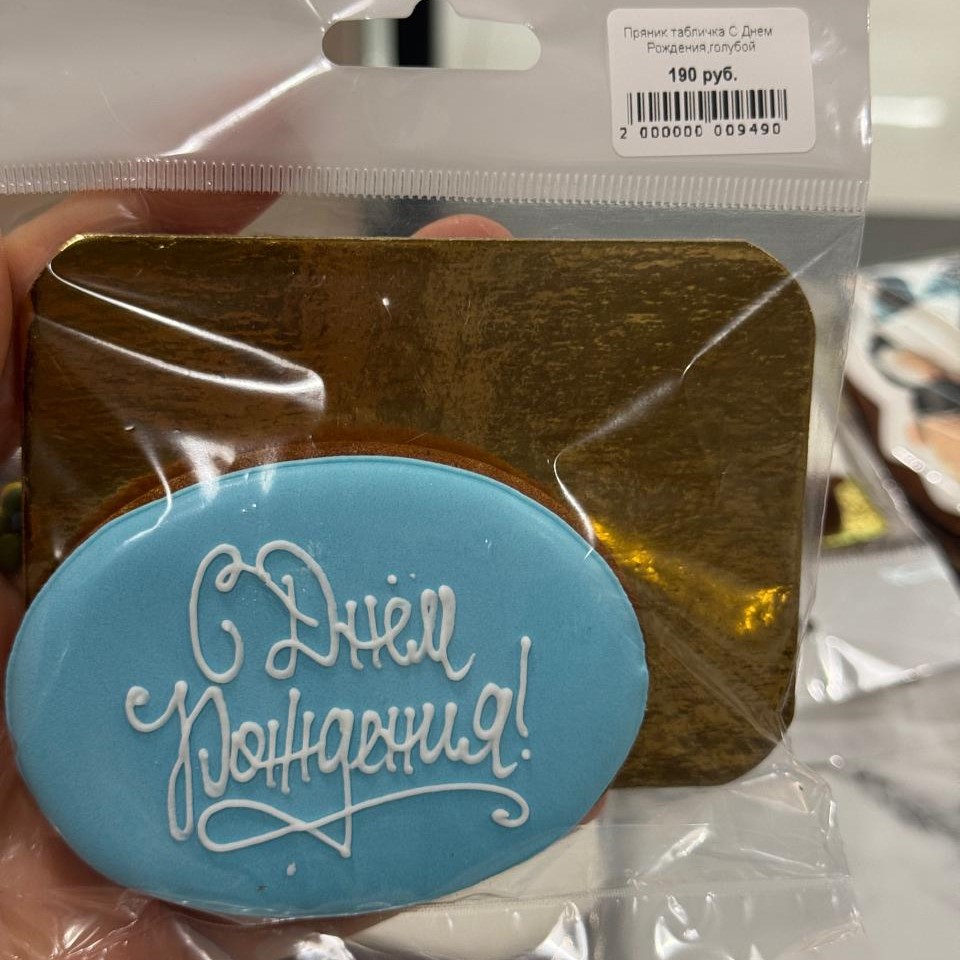 Пряник табличка С Днем
Рождения,голубой
190 руб.
2 000000 009490
С Днём
Рождения!